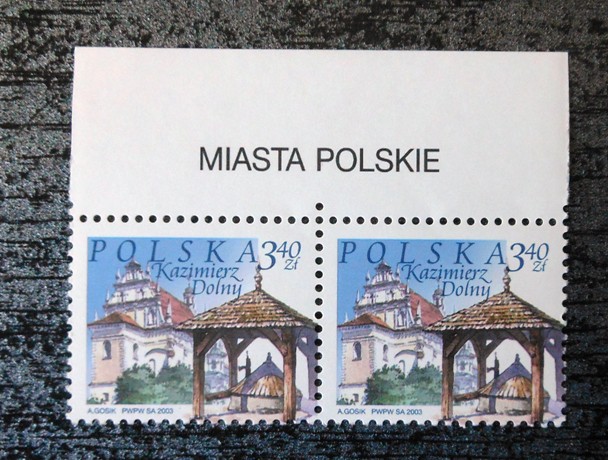 MIASTA POLSKIE
POLSKA 3,40 zł
Kazimierz
Dolny
A.GOSIK PWPW SA 2003
POLSKA 3,40 zł
Kazimierz
Dolny
A.GOSIK PWPW SA 2003